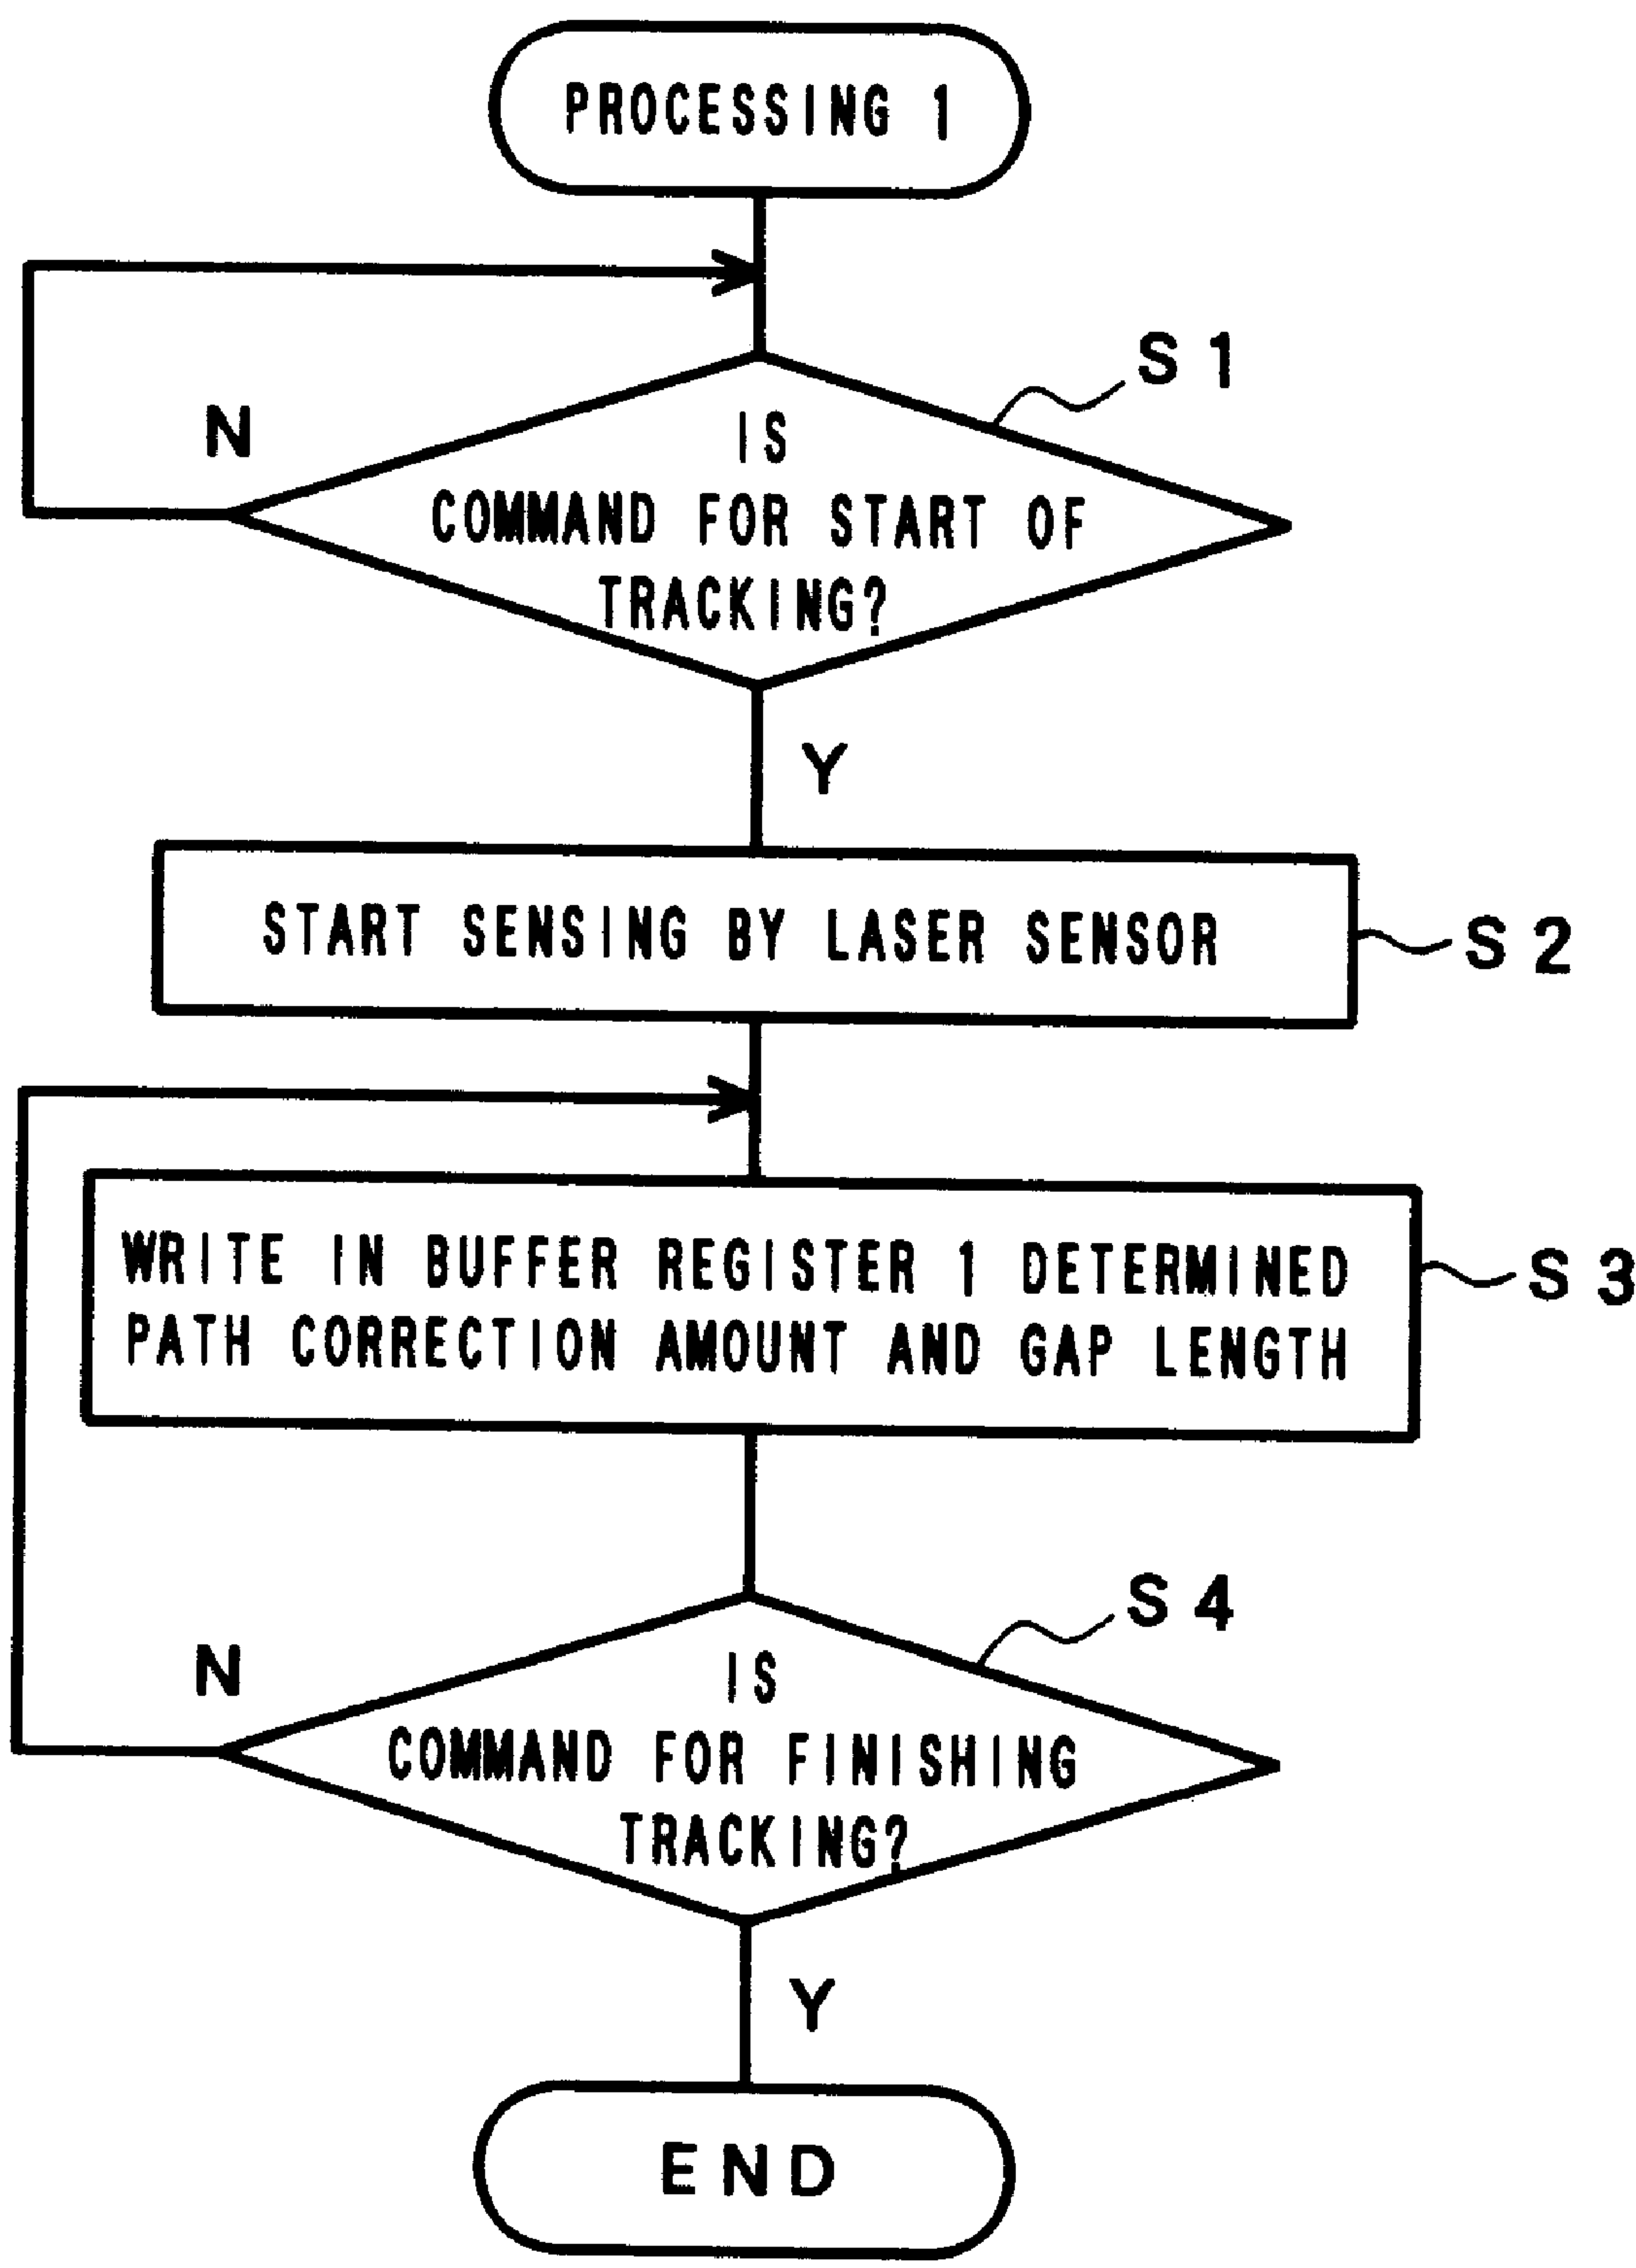 PROCESSING 1
S1
N
IS
COMMAND FOR START OF
TRACKING?
Y
START SENSING BY LASER SENSOR
S2
WRITE IN BUFFER REGISTER 1 DETERMINED
PATH CORRECTION AMOUNT AND GAP LENGTH
S3
S4
N
IS
COMMAND FOR FINISHING
TRACKING?
Y
END